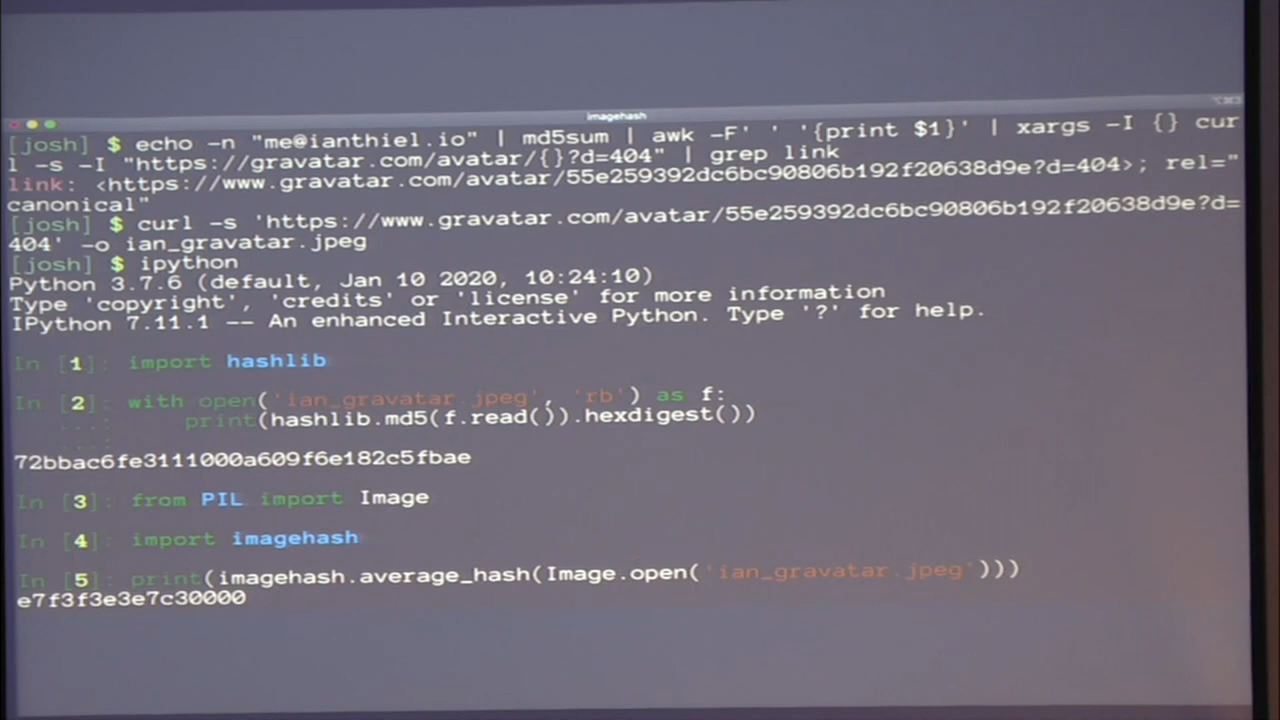 imagehash
[josh] $ echo -n "me@ianthiel.io" | md5sum | awk -F' ' '{print $1}' | xargs -I {} cur
l -s -I "https://gravatar.com/avatar/{}?d=404" | grep link
link: <https://www.gravatar.com/avatar/55e259392dc6bc90806b192f20638d9e?d=404>; rel="
canonical"
[josh] $ curl -s 'https://www.gravatar.com/avatar/55e259392dc6bc90806b192f20638d9e?d=
404' -o ian_gravatar.jpeg
[josh] $ ipython
Python 3.7.6 (default, Jan 10 2020, 10:24:10)
Type 'copyright', 'credits' or 'license' for more information
IPython 7.11.1 -- An enhanced Interactive Python. Type '?' for help.
In [1]: import hashlib
In [2]: with open('ian_gravatar.jpeg', 'rb') as f:
...: print(hashlib.md5(f.read()).hexdigest())
...:
72bbac6fe3111000a609f6e182c5fbae
In [3]: from PIL import Image
In [4]: import imagehash
In [5]: print(imagehash.average_hash(Image.open('ian_gravatar.jpeg')))
e7f3f3e3e7c30000